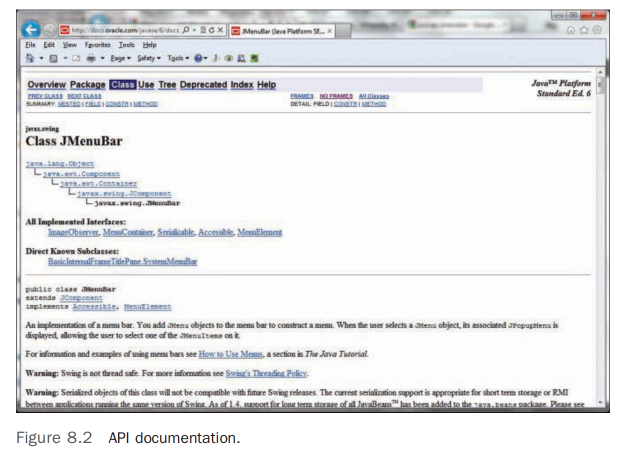 http://docs.oracle.com/javase/6/docs
JMenuBar (Java Platform SE...
File Edit View Favorites Tools Help
Page Safety Tools
Overview Package Class Use Tree Deprecated Index Help
Java™ Platform
Standard Ed. 6
PREV CLASS NEXT CLASS
FRAMES NO FRAMES All Classes
SUMMARY: NESTED | FIELD | CONSTR | METHOD
DETAIL: FIELD | CONSTR | METHOD
javax.swing
Class JMenuBar
java.lang.Object
java.awt.Component
java.awt.Container
javax.swing.JComponent
javax.swing.JMenuBar
All Implemented Interfaces:
ImageObserver, MenuContainer, Serializable, Accessible, MenuElement
Direct Known Subclasses:
BasicInternalFrameTitlePane.SystemMenuBar
public class JMenuBar
extends JComponent
implements Accessible, MenuElement
An implementation of a menu bar. You add JMenu objects to the menu bar to construct a menu. When the user selects a JMenu object, its associated JPopupMenu is
displayed, allowing the user to select one of the JMenuItems on it.
For information and examples of using menu bars see How to Use Menus, a section in The Java Tutorial.
Warning: Swing is not thread safe. For more information see Swing's Threading Policy.
Warning: Serialized objects of this class will not be compatible with future Swing releases. The current serialization support is appropriate for short term storage or RMI
between applications running the same version of Swing. As of 1.4, support for long term storage of all JavaBeans™ has been added to the java.beans package. Please see
Figure 8.2 API documentation.